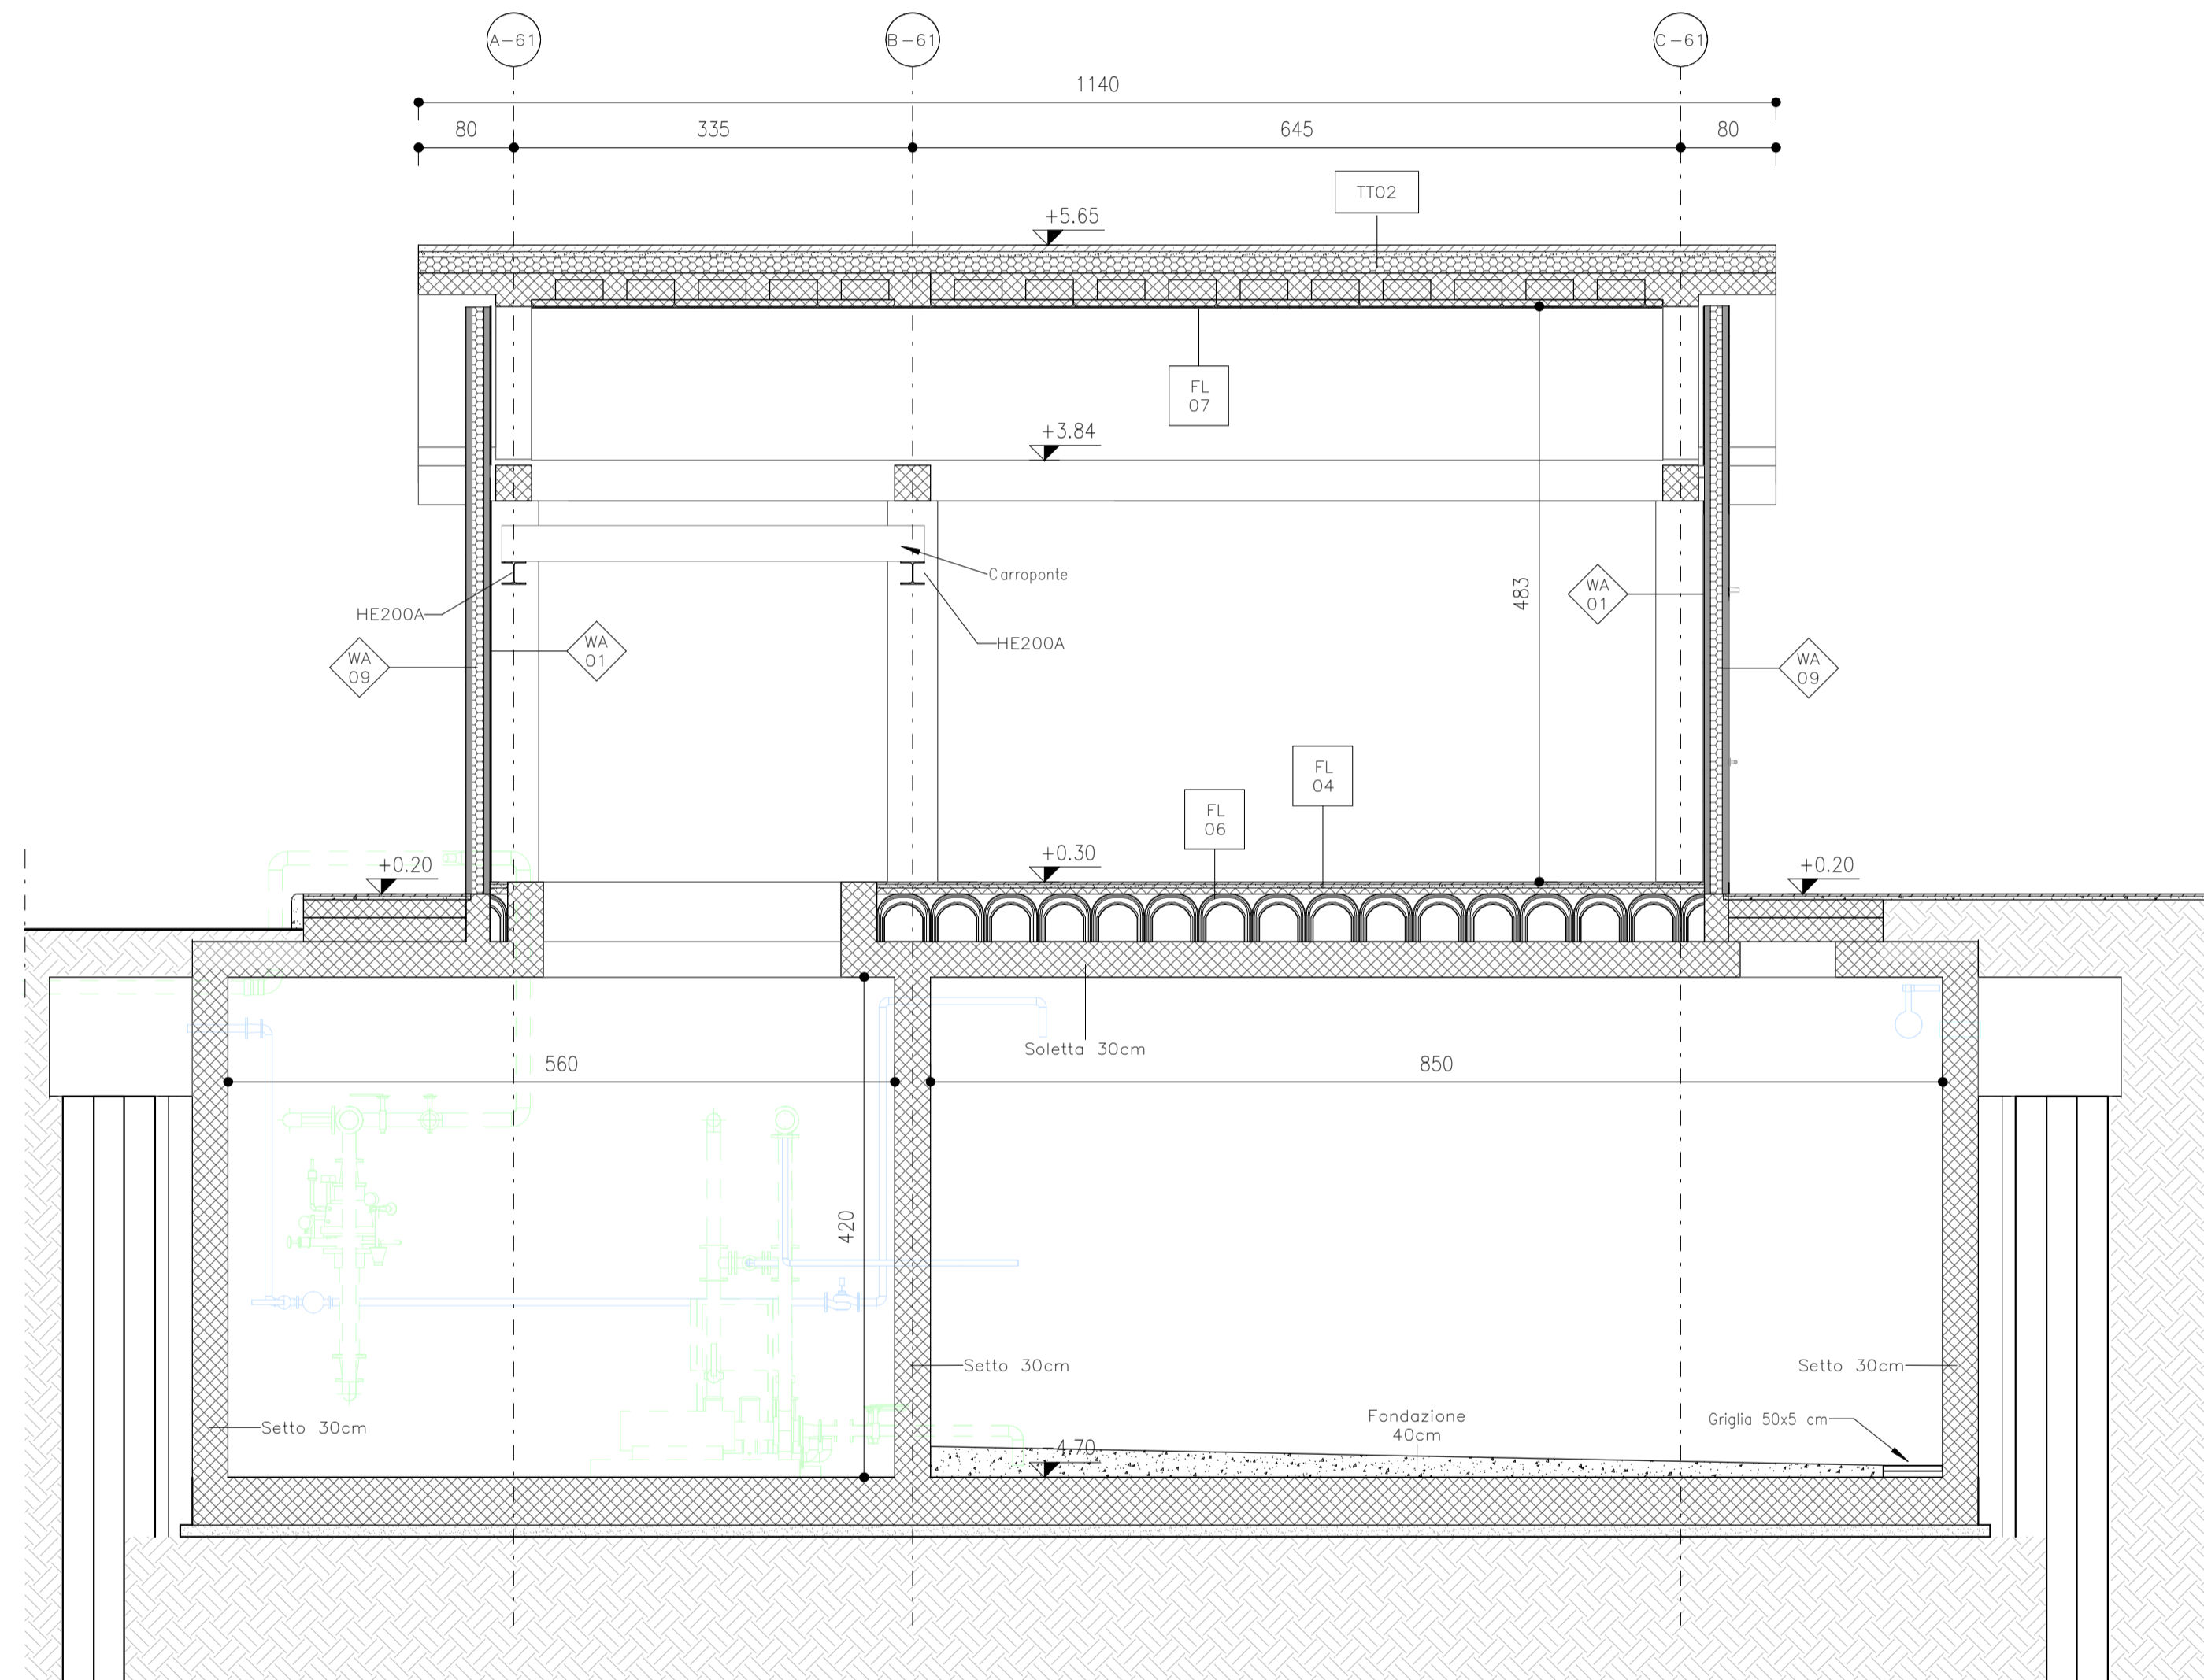 A-61
B-61
C-61
1140
80
335
645
80
TT02
+5.65
FL
07
+3.84
Carroponte
HE200A
HE200A
483
WA
01
WA
01
WA
09
WA
09
FL
04
FL
06
+0.20
+0.30
+0.20
Soletta 30cm
560
850
420
Setto 30cm
Setto 30cm
Setto 30cm
Fondazione
40cm
Griglia 50x5 cm
-4.70